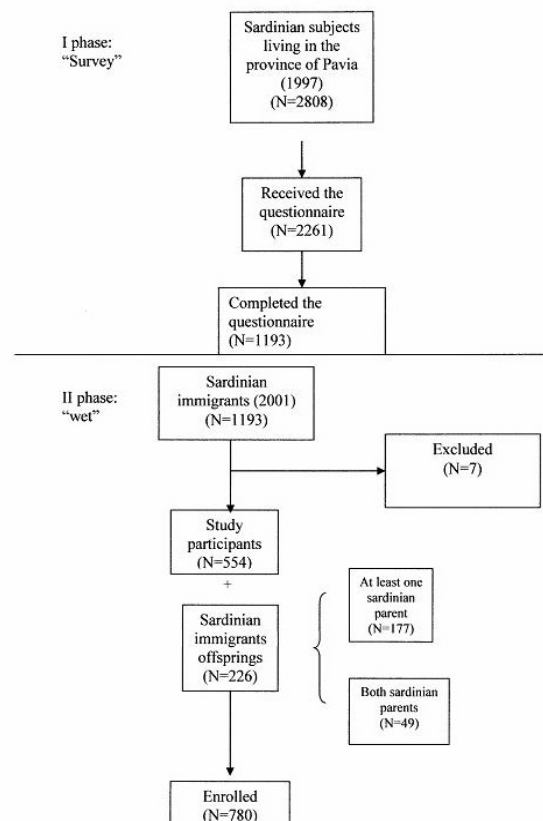 I phase:
“Survey”
Sardinian subjects
living in the
province of Pavia
(1997)
(N=2808)
Received the
questionnaire
(N=2261)
Completed the
questionnaire
(N=1193)
II phase:
“wet”
Sardinian
immigrants (2001)
(N=1193)
Excluded
(N=7)
Study
participants
(N=554)
+
Sardinian
immigrants
offsprings
(N=226)
At least one
sardinian
parent
(N=177)
Both sardinian
parents
(N=49)
Enrolled
(N=780)